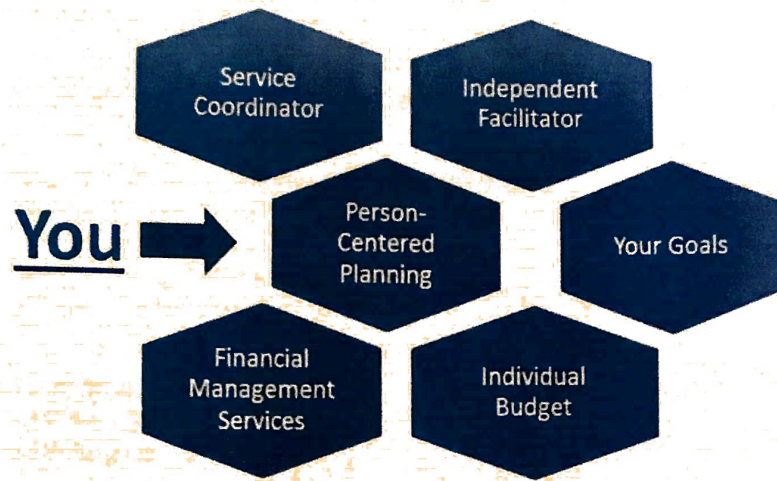 Service
Coordinator
Independent
Facilitator
You
Person-
Centered
Planning
Your Goals
Financial
Management
Services
Individual
Budget